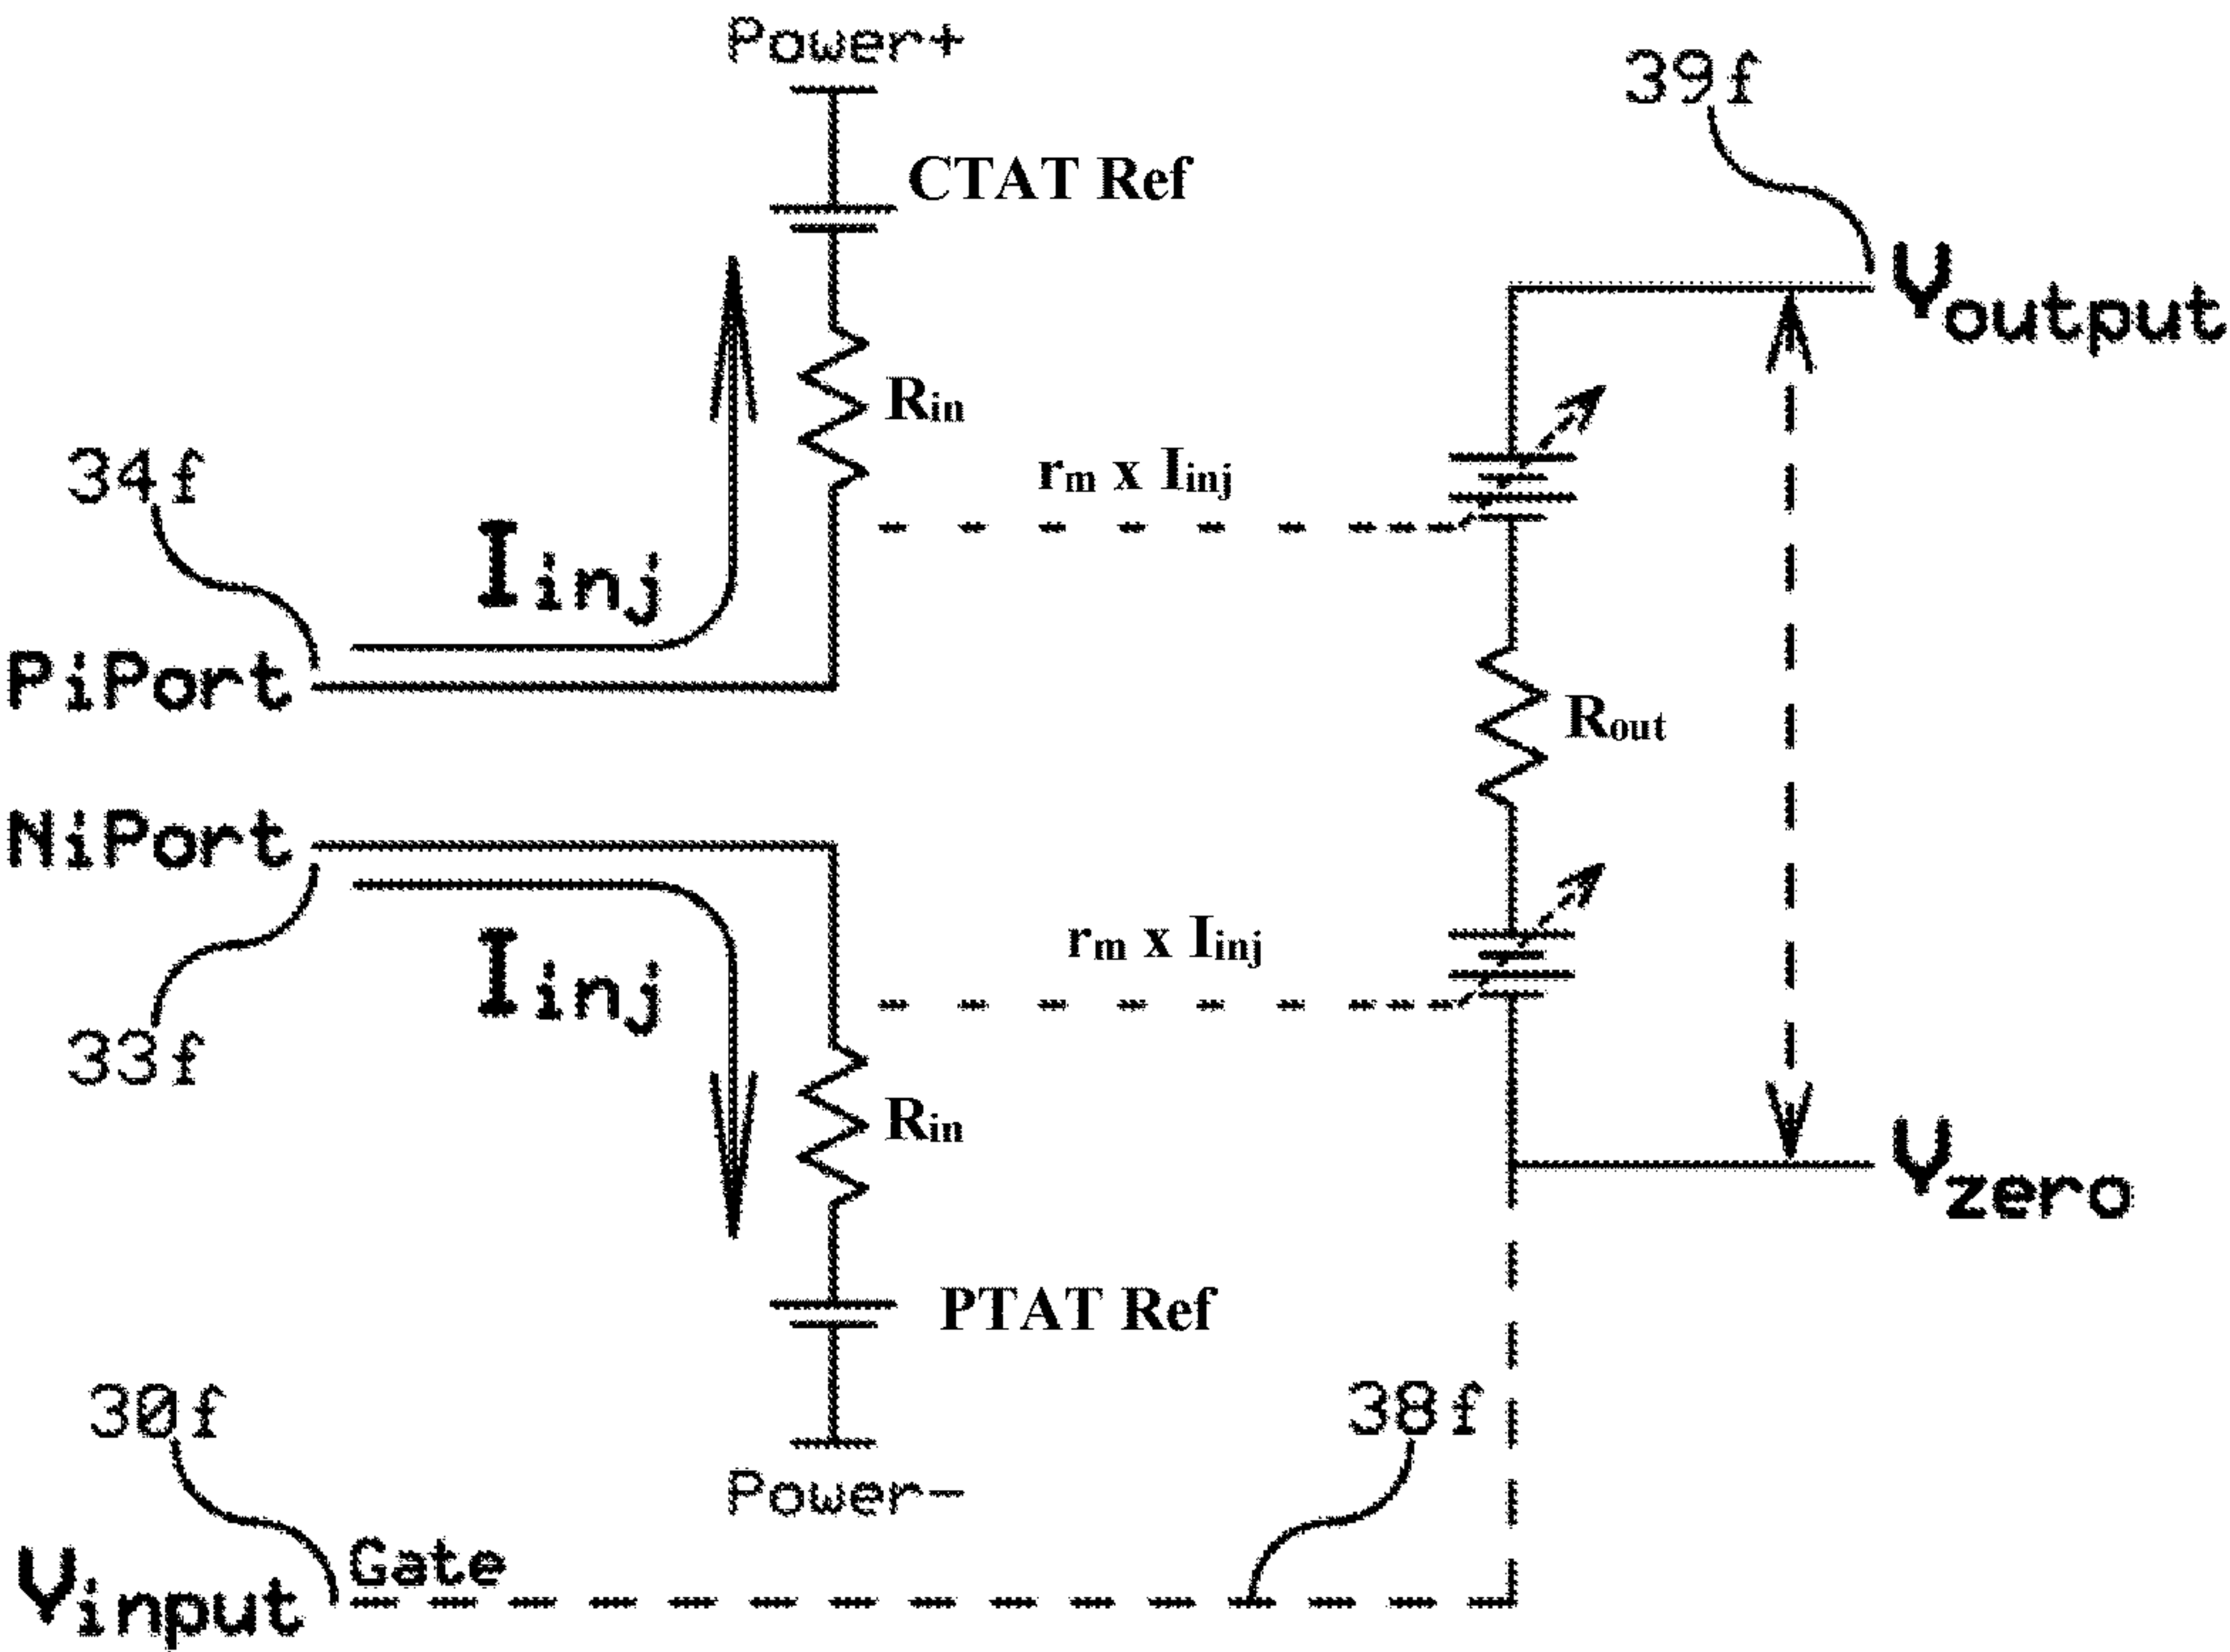 Power+
39f
CTAT Ref
Voutput
Rin
34f
rm x Iinj
Iinj
PiPort
Rout
NiPort
Iinj
rm x Iinj
33f
Rin
Vzero
PTAT Ref
30f
38f
Power-
Gate
Vinput